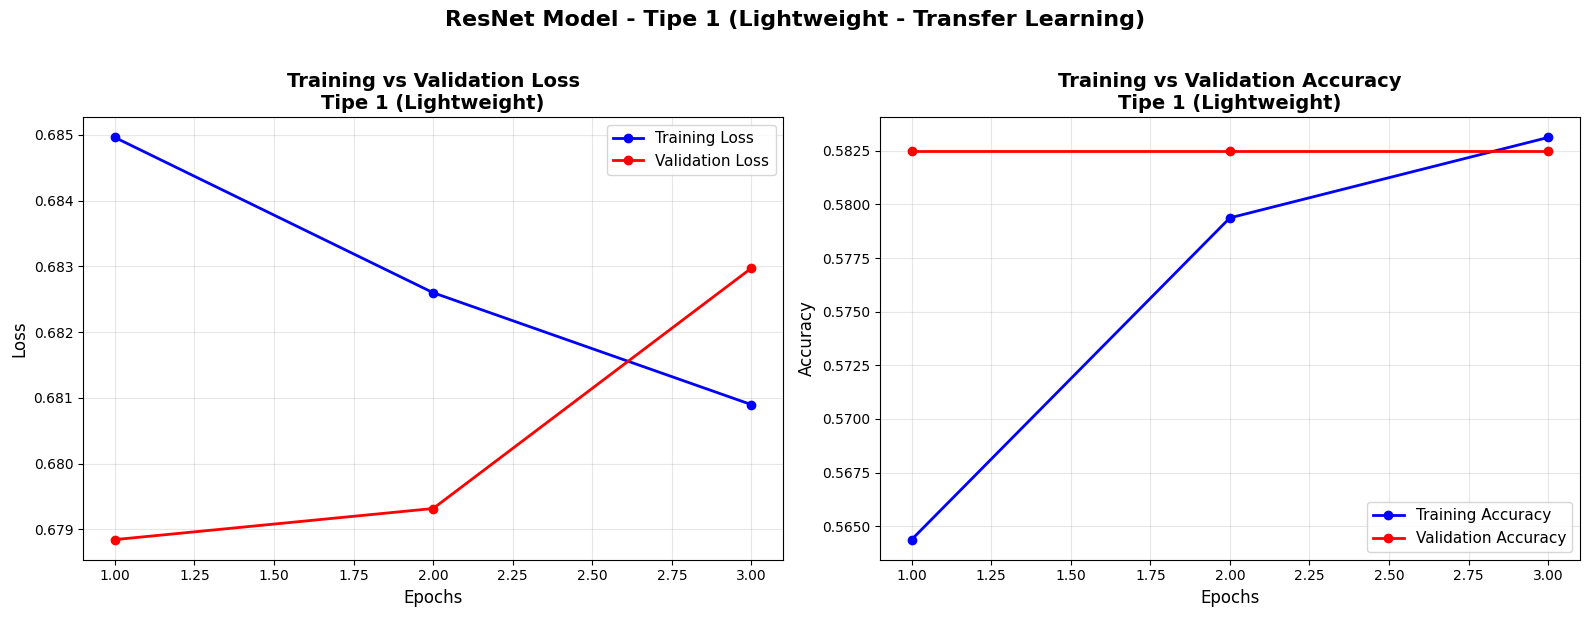 ResNet Model - Tipe 1 (Lightweight - Transfer Learning)
Training vs Validation Loss
Tipe 1 (Lightweight)
0.685
0.684
0.683
0.682
0.681
0.680
0.679
Loss
Training Loss
Validation Loss
1.00 1.25 1.50 1.75 2.00 2.25 2.50 2.75 3.00
Epochs
Training vs Validation Accuracy
Tipe 1 (Lightweight)
0.5825
0.5800
0.5775
0.5750
0.5725
0.5700
0.5675
0.5650
Accuracy
Training Accuracy
Validation Accuracy
1.00 1.25 1.50 1.75 2.00 2.25 2.50 2.75 3.00
Epochs